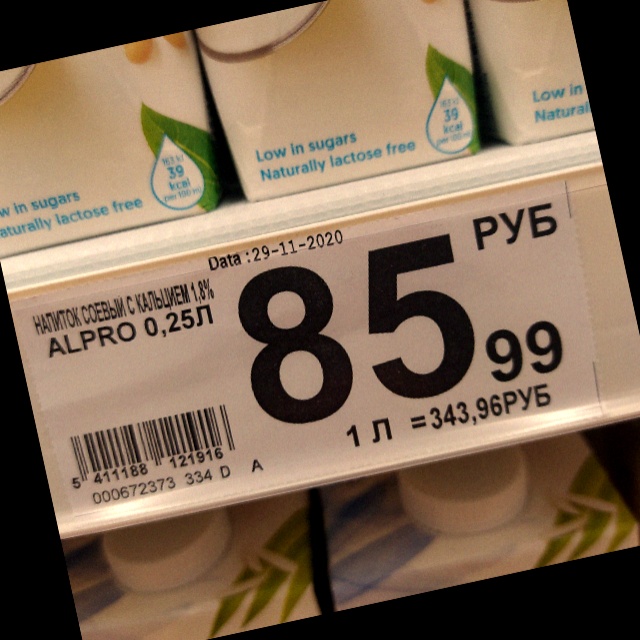 Low in sugars
Naturally lactose free
39
kcal
w in sugars
aturally lactose free
39
kcal
Low in
Natural
Data :29-11-2020
НАПИТОК СОЕВЫЙ С КАЛЬЦИЕМ 1,8%
ALPRO 0,25Л
85 99 РУБ
1 Л =343,96РУБ
5 411188 121916
000672373 334 D A